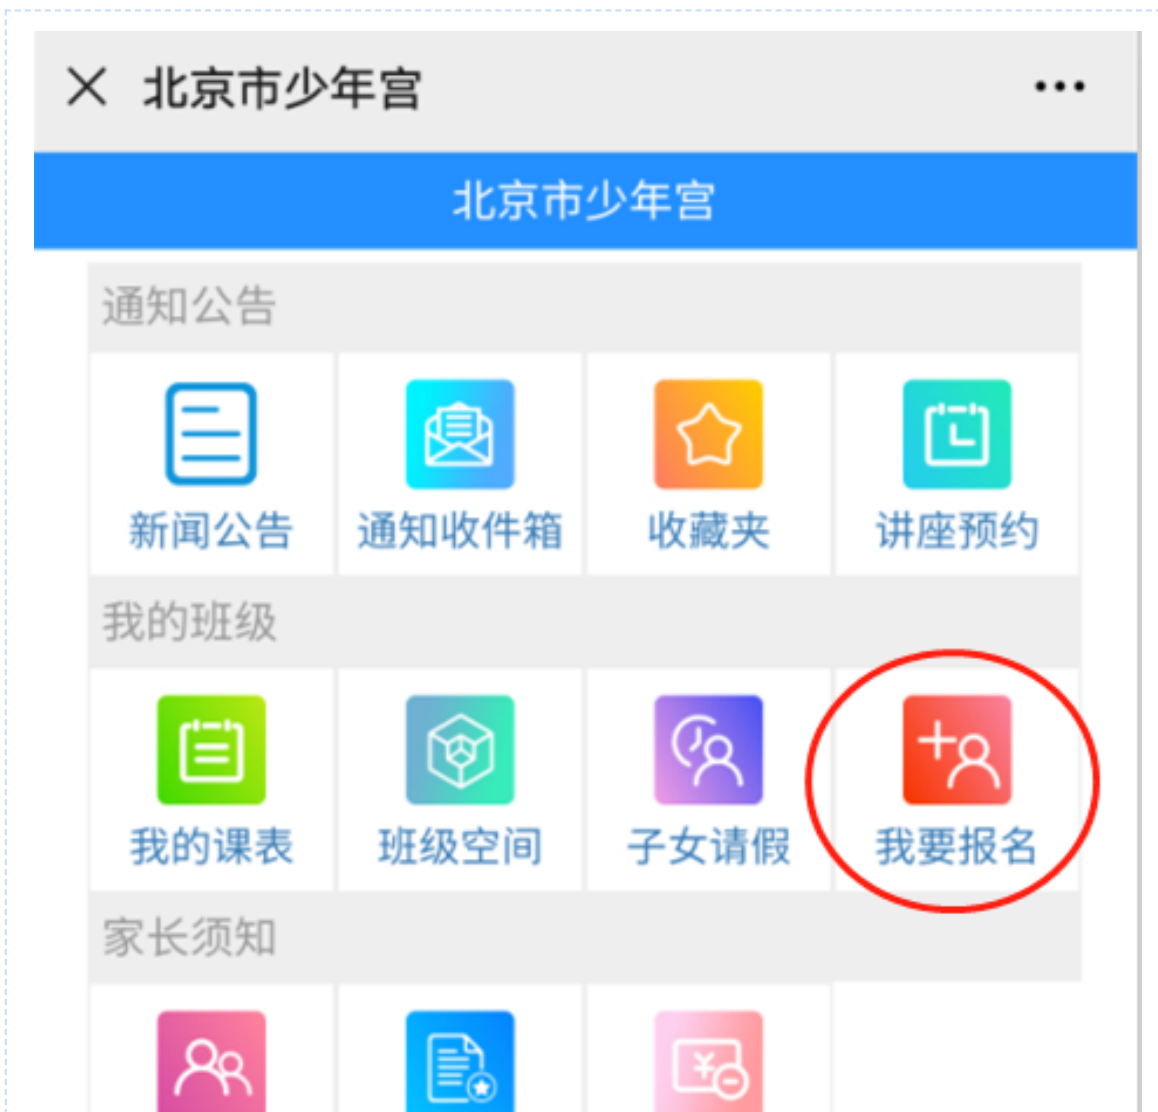 北京市少年宫
北京市少年宫
通知公告
新闻公告 通知收件箱 收藏夹 讲座预约
我的班级
我的课表 班级空间 子女请假 我要报名
家长须知